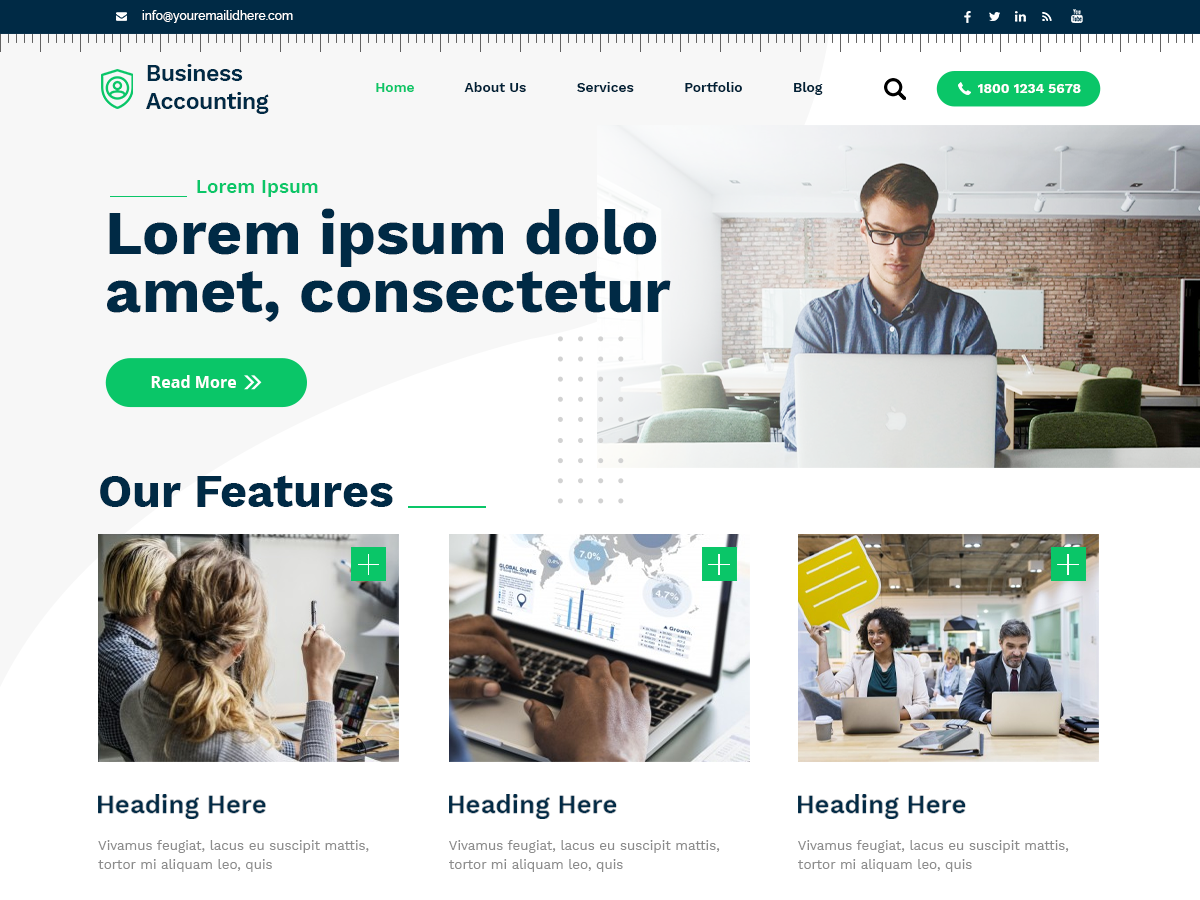 info@youremailidhere.com
Business
Accounting
Home
About Us
Services
Portfolio
Blog
1800 1234 5678
Lorem Ipsum
Lorem ipsum dolo
amet, consectetur
Read More
Our Features
7.0%
GLOBAL SHARE
4.7%
Growth.
Heading Here
Heading Here
Heading Here
Vivamus feugiat, lacus eu suscipit mattis,
tortor mi aliquam leo, quis
Vivamus feugiat, lacus eu suscipit mattis,
tortor mi aliquam leo, quis
Vivamus feugiat, lacus eu suscipit mattis,
tortor mi aliquam leo, quis